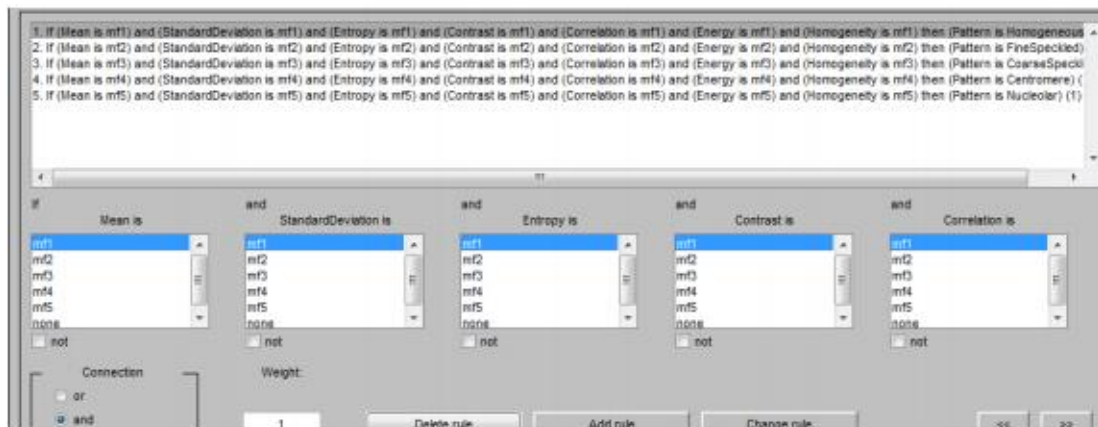 1. If (Mean is mf1) and (StandardDeviation is mf1) and (Entropy is mf1) and (Contrast is mf1) and (Correlation is mf1) and (Energy is mf1) and (Homogeneity is mf1) then (Pattern is Homogeneous
2. If (Mean is mf2) and (StandardDeviation is mf2) and (Entropy is mf2) and (Contrast is mf2) and (Correlation is mf2) and (Energy is mf2) and (Homogeneity is mf2) then (Pattern is FineSpeckled)
3. If (Mean is mf3) and (StandardDeviation is mf3) and (Entropy is mf3) and (Contrast is mf3) and (Correlation is mf3) and (Energy is mf3) and (Homogeneity is mf3) then (Pattern is CoarseSpeckl
4. If (Mean is mf4) and (StandardDeviation is mf4) and (Entropy is mf4) and (Contrast is mf4) and (Correlation is mf4) and (Energy is mf4) and (Homogeneity is mf4) then (Pattern is Centromere) (
5. If (Mean is mf5) and (StandardDeviation is mf5) and (Entropy is mf5) and (Contrast is mf5) and (Correlation is mf5) and (Energy is mf5) and (Homogeneity is mf5) then (Pattern is Nucleolar) (1)
If and and and and
Mean is StandardDeviation is Entropy is Contrast is Correlation is
mf1 mf1 mf1 mf1 mf1
mf2 mf2 mf2 mf2 mf2
mf3 mf3 mf3 mf3 mf3
mf4 mf4 mf4 mf4 mf4
mf5 mf5 mf5 mf5 mf5
none none none none none
not not not not not
Connection Weight:
or
and 1 Delete rule Add rule Change rule << >>